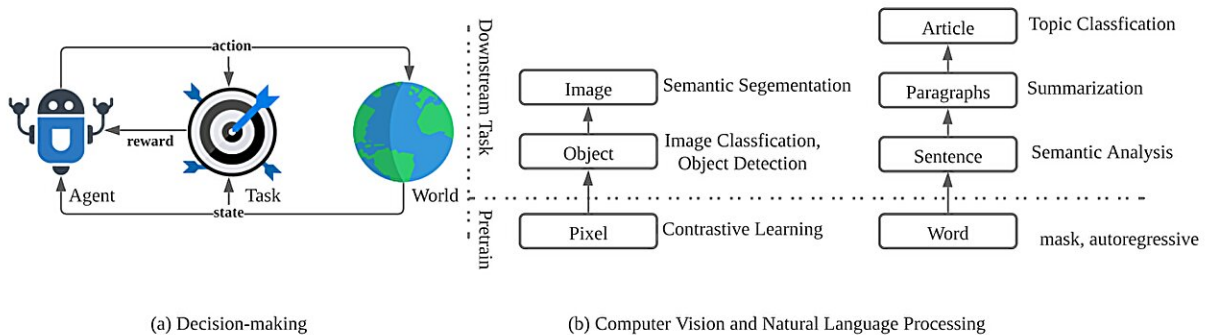 action
reward
Agent
Task
World
state
(a) Decision-making
Downstream Task
Pretrain
Article
Topic Classfication
Image
Semantic Segementation
Paragraphs
Summarization
Object
Image Classfication,
Object Detection
Sentence
Semantic Analysis
Pixel
Contrastive Learning
Word
mask, autoregressive
(b) Computer Vision and Natural Language Processing